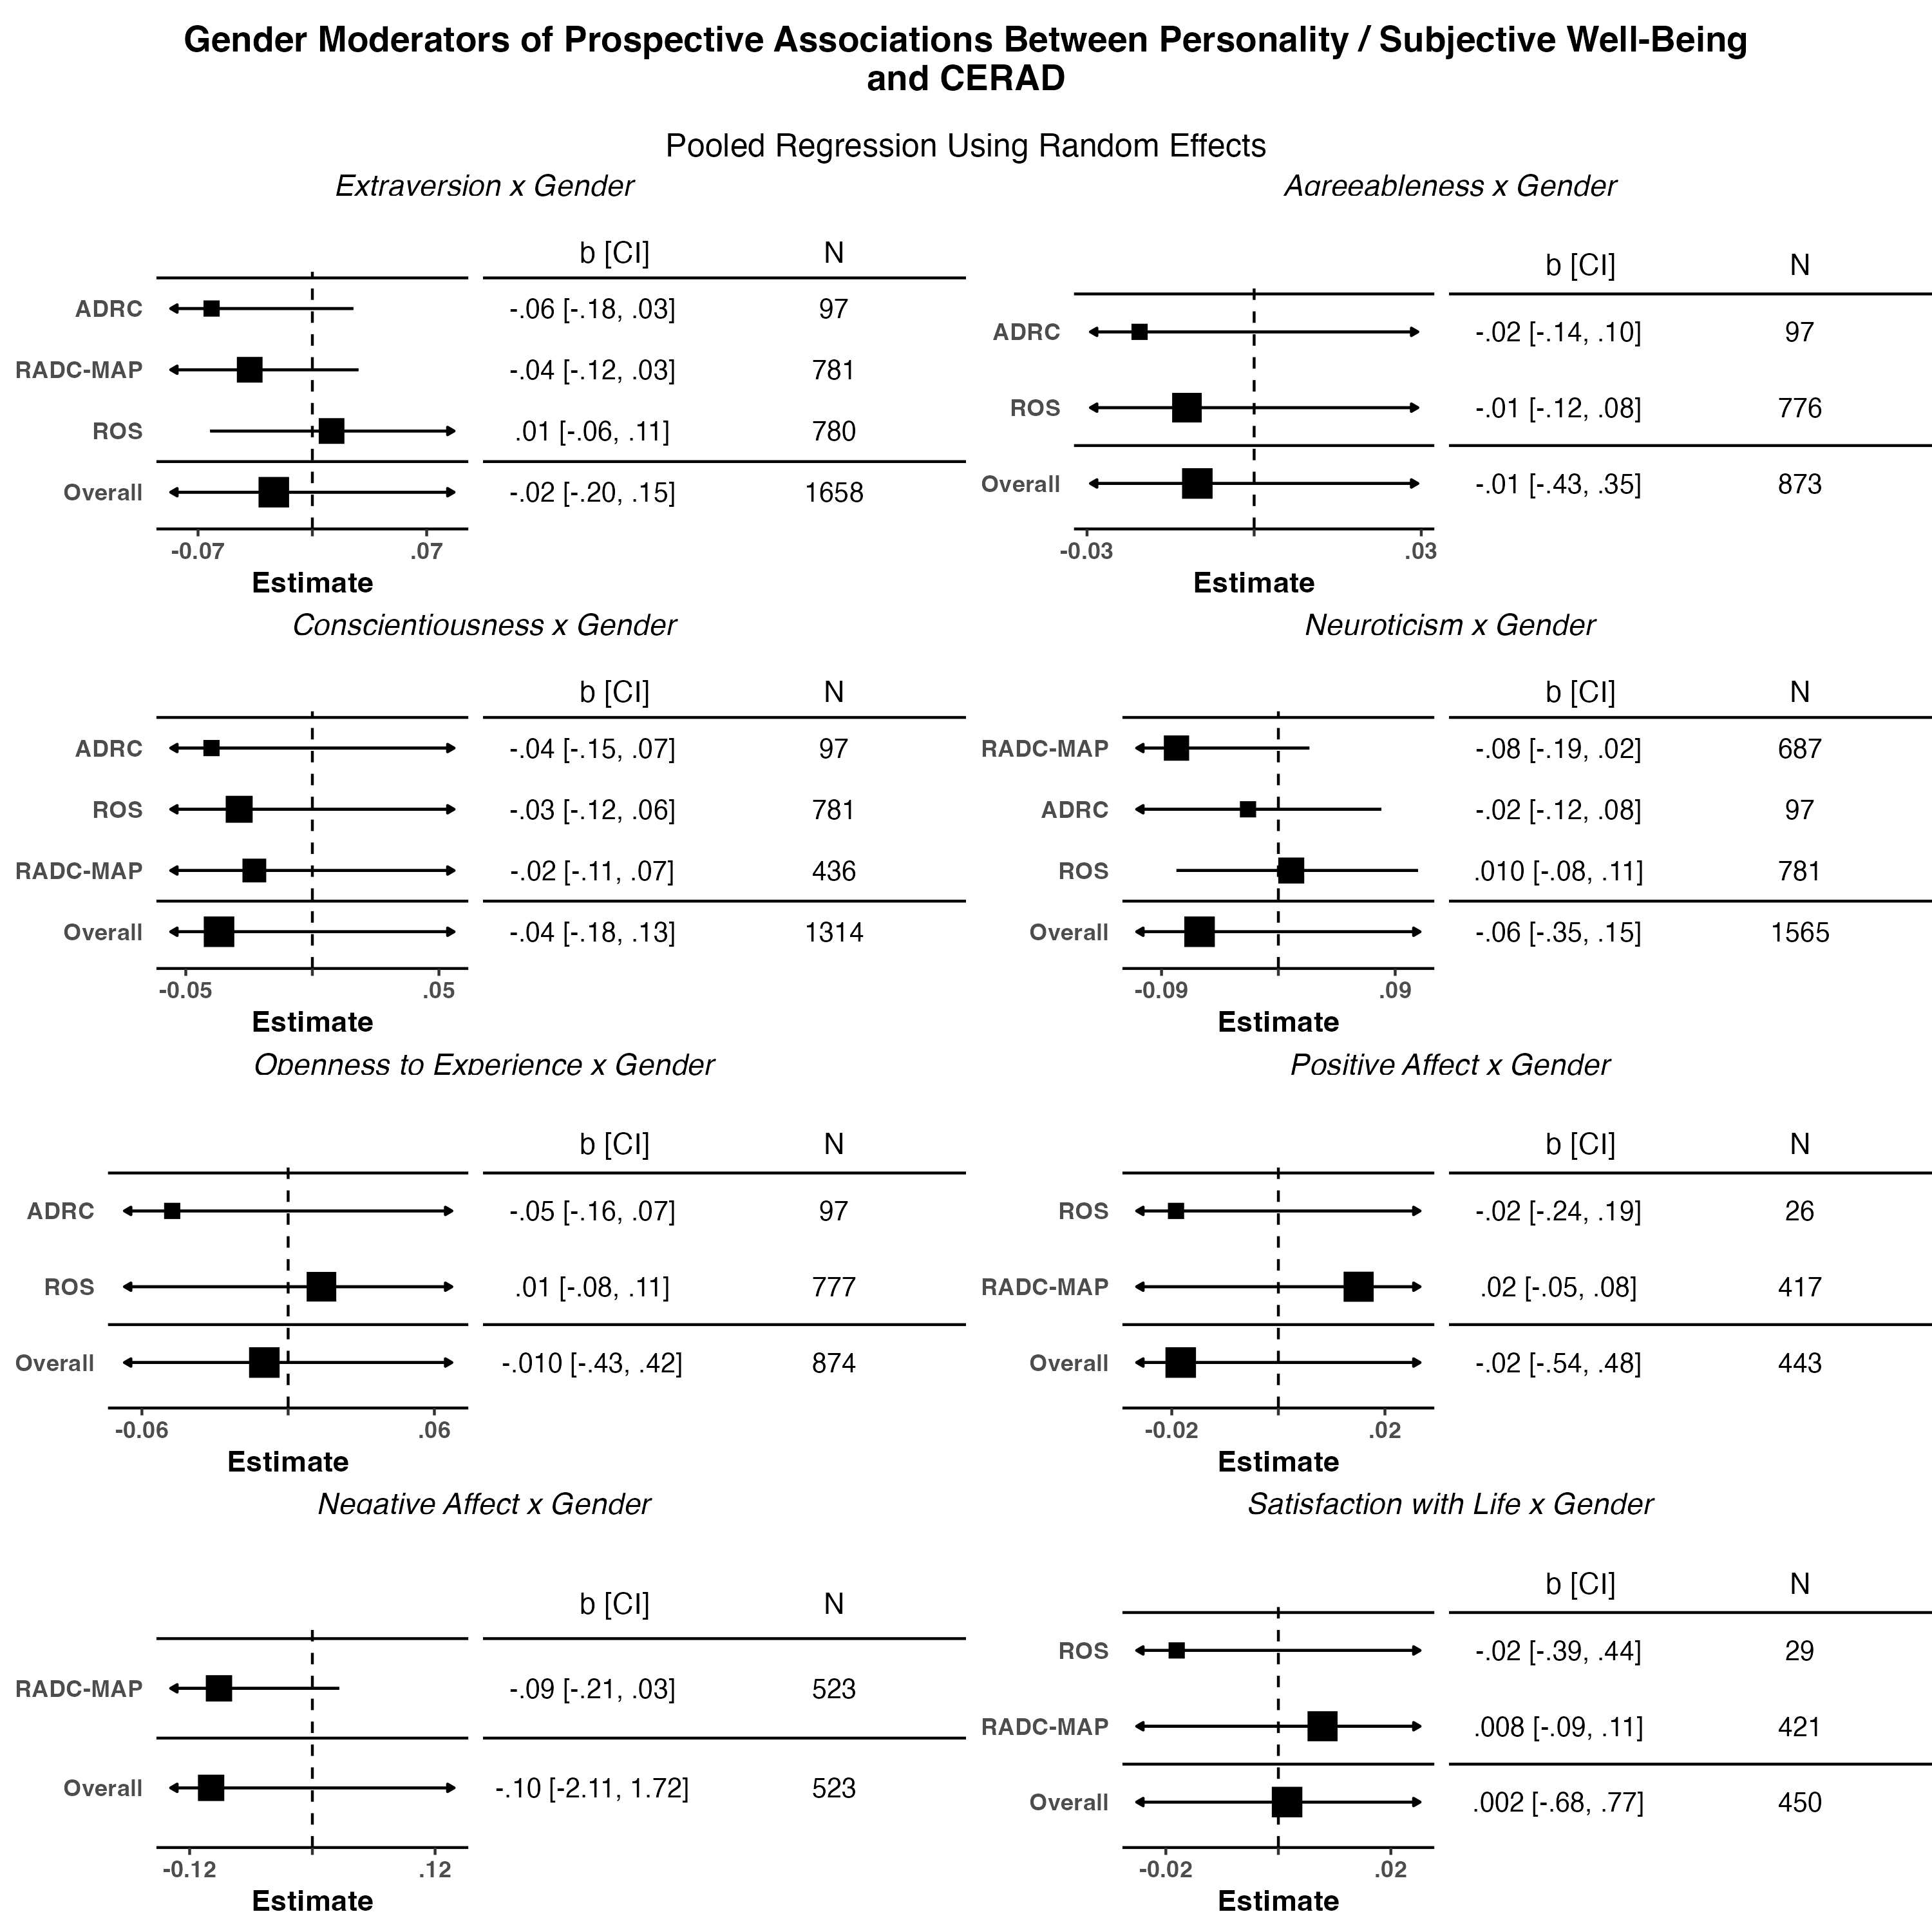 Gender Moderators of Prospective Associations Between Personality / Subjective Well-Being
and CERAD
Pooled Regression Using Random Effects
Extraversion x Gender
b [CI] N
ADRC -.06 [-.18, .03] 97
RADC-MAP -.04 [-.12, .03] 781
ROS .01 [-.06, .11] 780
Overall -.02 [-.20, .15] 1658
-0.07 .07
Estimate
Agreeableness x Gender
b [CI] N
ADRC -.02 [-.14, .10] 97
ROS -.01 [-.12, .08] 776
Overall -.01 [-.43, .35] 873
-0.03 .03
Estimate
Conscientiousness x Gender
b [CI] N
ADRC -.04 [-.15, .07] 97
ROS -.03 [-.12, .06] 781
RADC-MAP -.02 [-.11, .07] 436
Overall -.04 [-.18, .13] 1314
-0.05 .05
Estimate
Neuroticism x Gender
b [CI] N
RADC-MAP -.08 [-.19, .02] 687
ADRC -.02 [-.12, .08] 97
ROS .010 [-.08, .11] 781
Overall -.06 [-.35, .15] 1565
-0.09 .09
Estimate
Openness to Experience x Gender
b [CI] N
ADRC -.05 [-.16, .07] 97
ROS .01 [-.08, .11] 777
Overall -.010 [-.43, .42] 874
-0.06 .06
Estimate
Positive Affect x Gender
b [CI] N
ROS -.02 [-.24, .19] 26
RADC-MAP .02 [-.05, .08] 417
Overall -.02 [-.54, .48] 443
-0.02 .02
Estimate
Negative Affect x Gender
b [CI] N
RADC-MAP -.09 [-.21, .03] 523
Overall -.10 [-2.11, 1.72] 523
-0.12 .12
Estimate
Satisfaction with Life x Gender
b [CI] N
ROS -.02 [-.39, .44] 29
RADC-MAP .008 [-.09, .11] 421
Overall .002 [-.68, .77] 450
-0.02 .02
Estimate